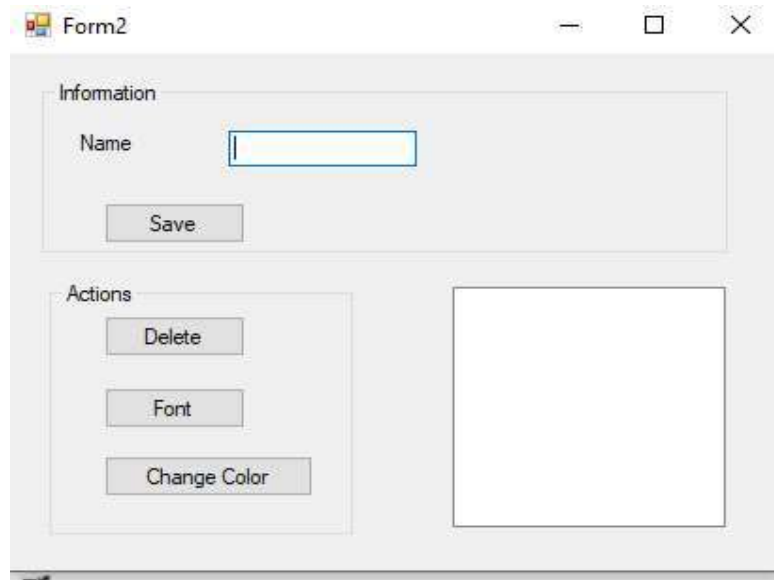 Form2
Information
Name
Save
Actions
Delete
Font
Change Color